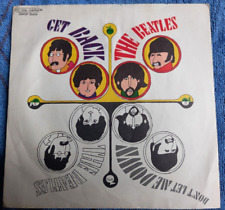 GET BACK
THE BEATLES
DON'T LET ME DOWN
THE BEATLES